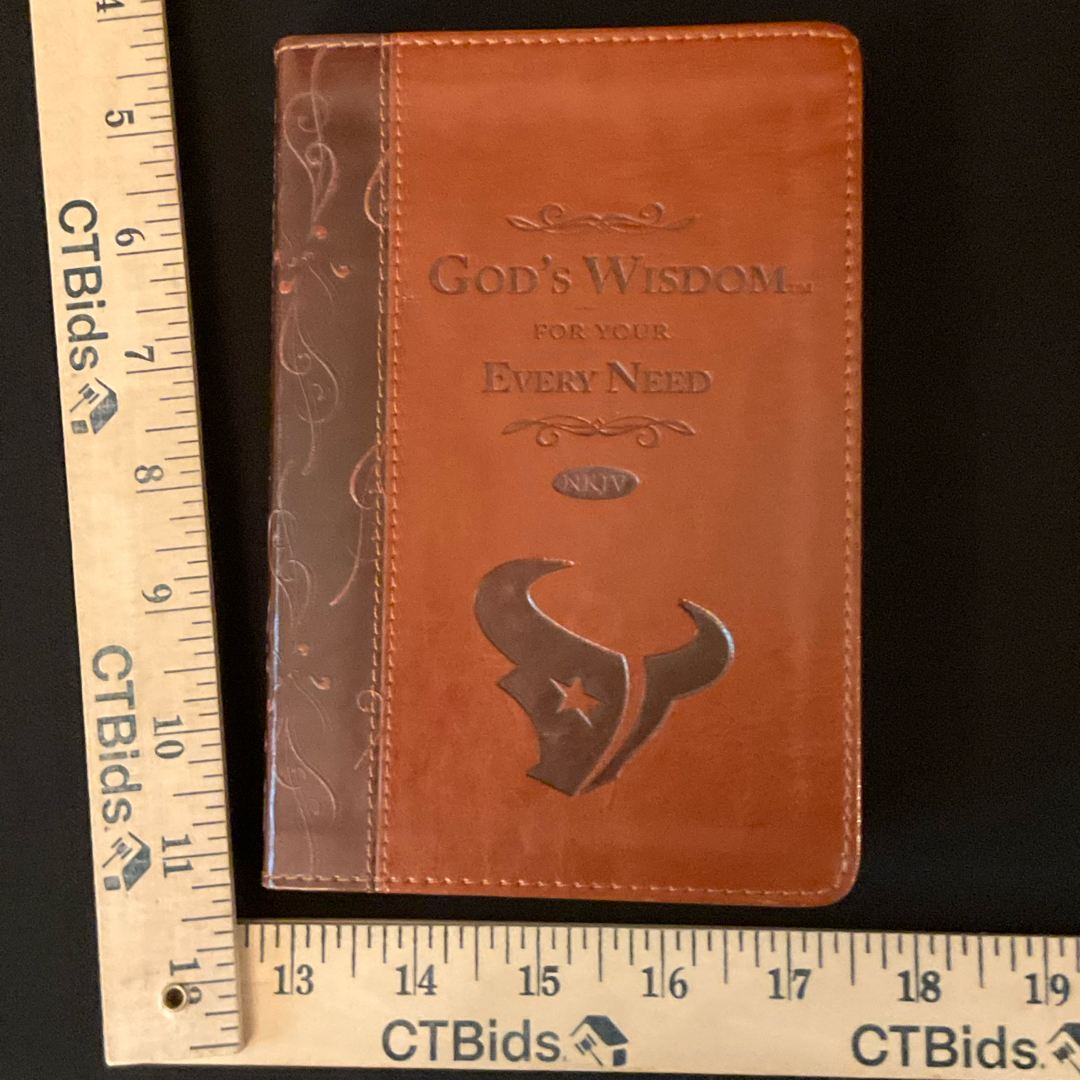 GOD'S WISDOM™
FOR YOUR
EVERY NEED
NKJV
4
5
6
7
8
9
10
11
12
CTBids.
CTBids.
13 14 15 16 17 18 19
CTBids. CTBids.